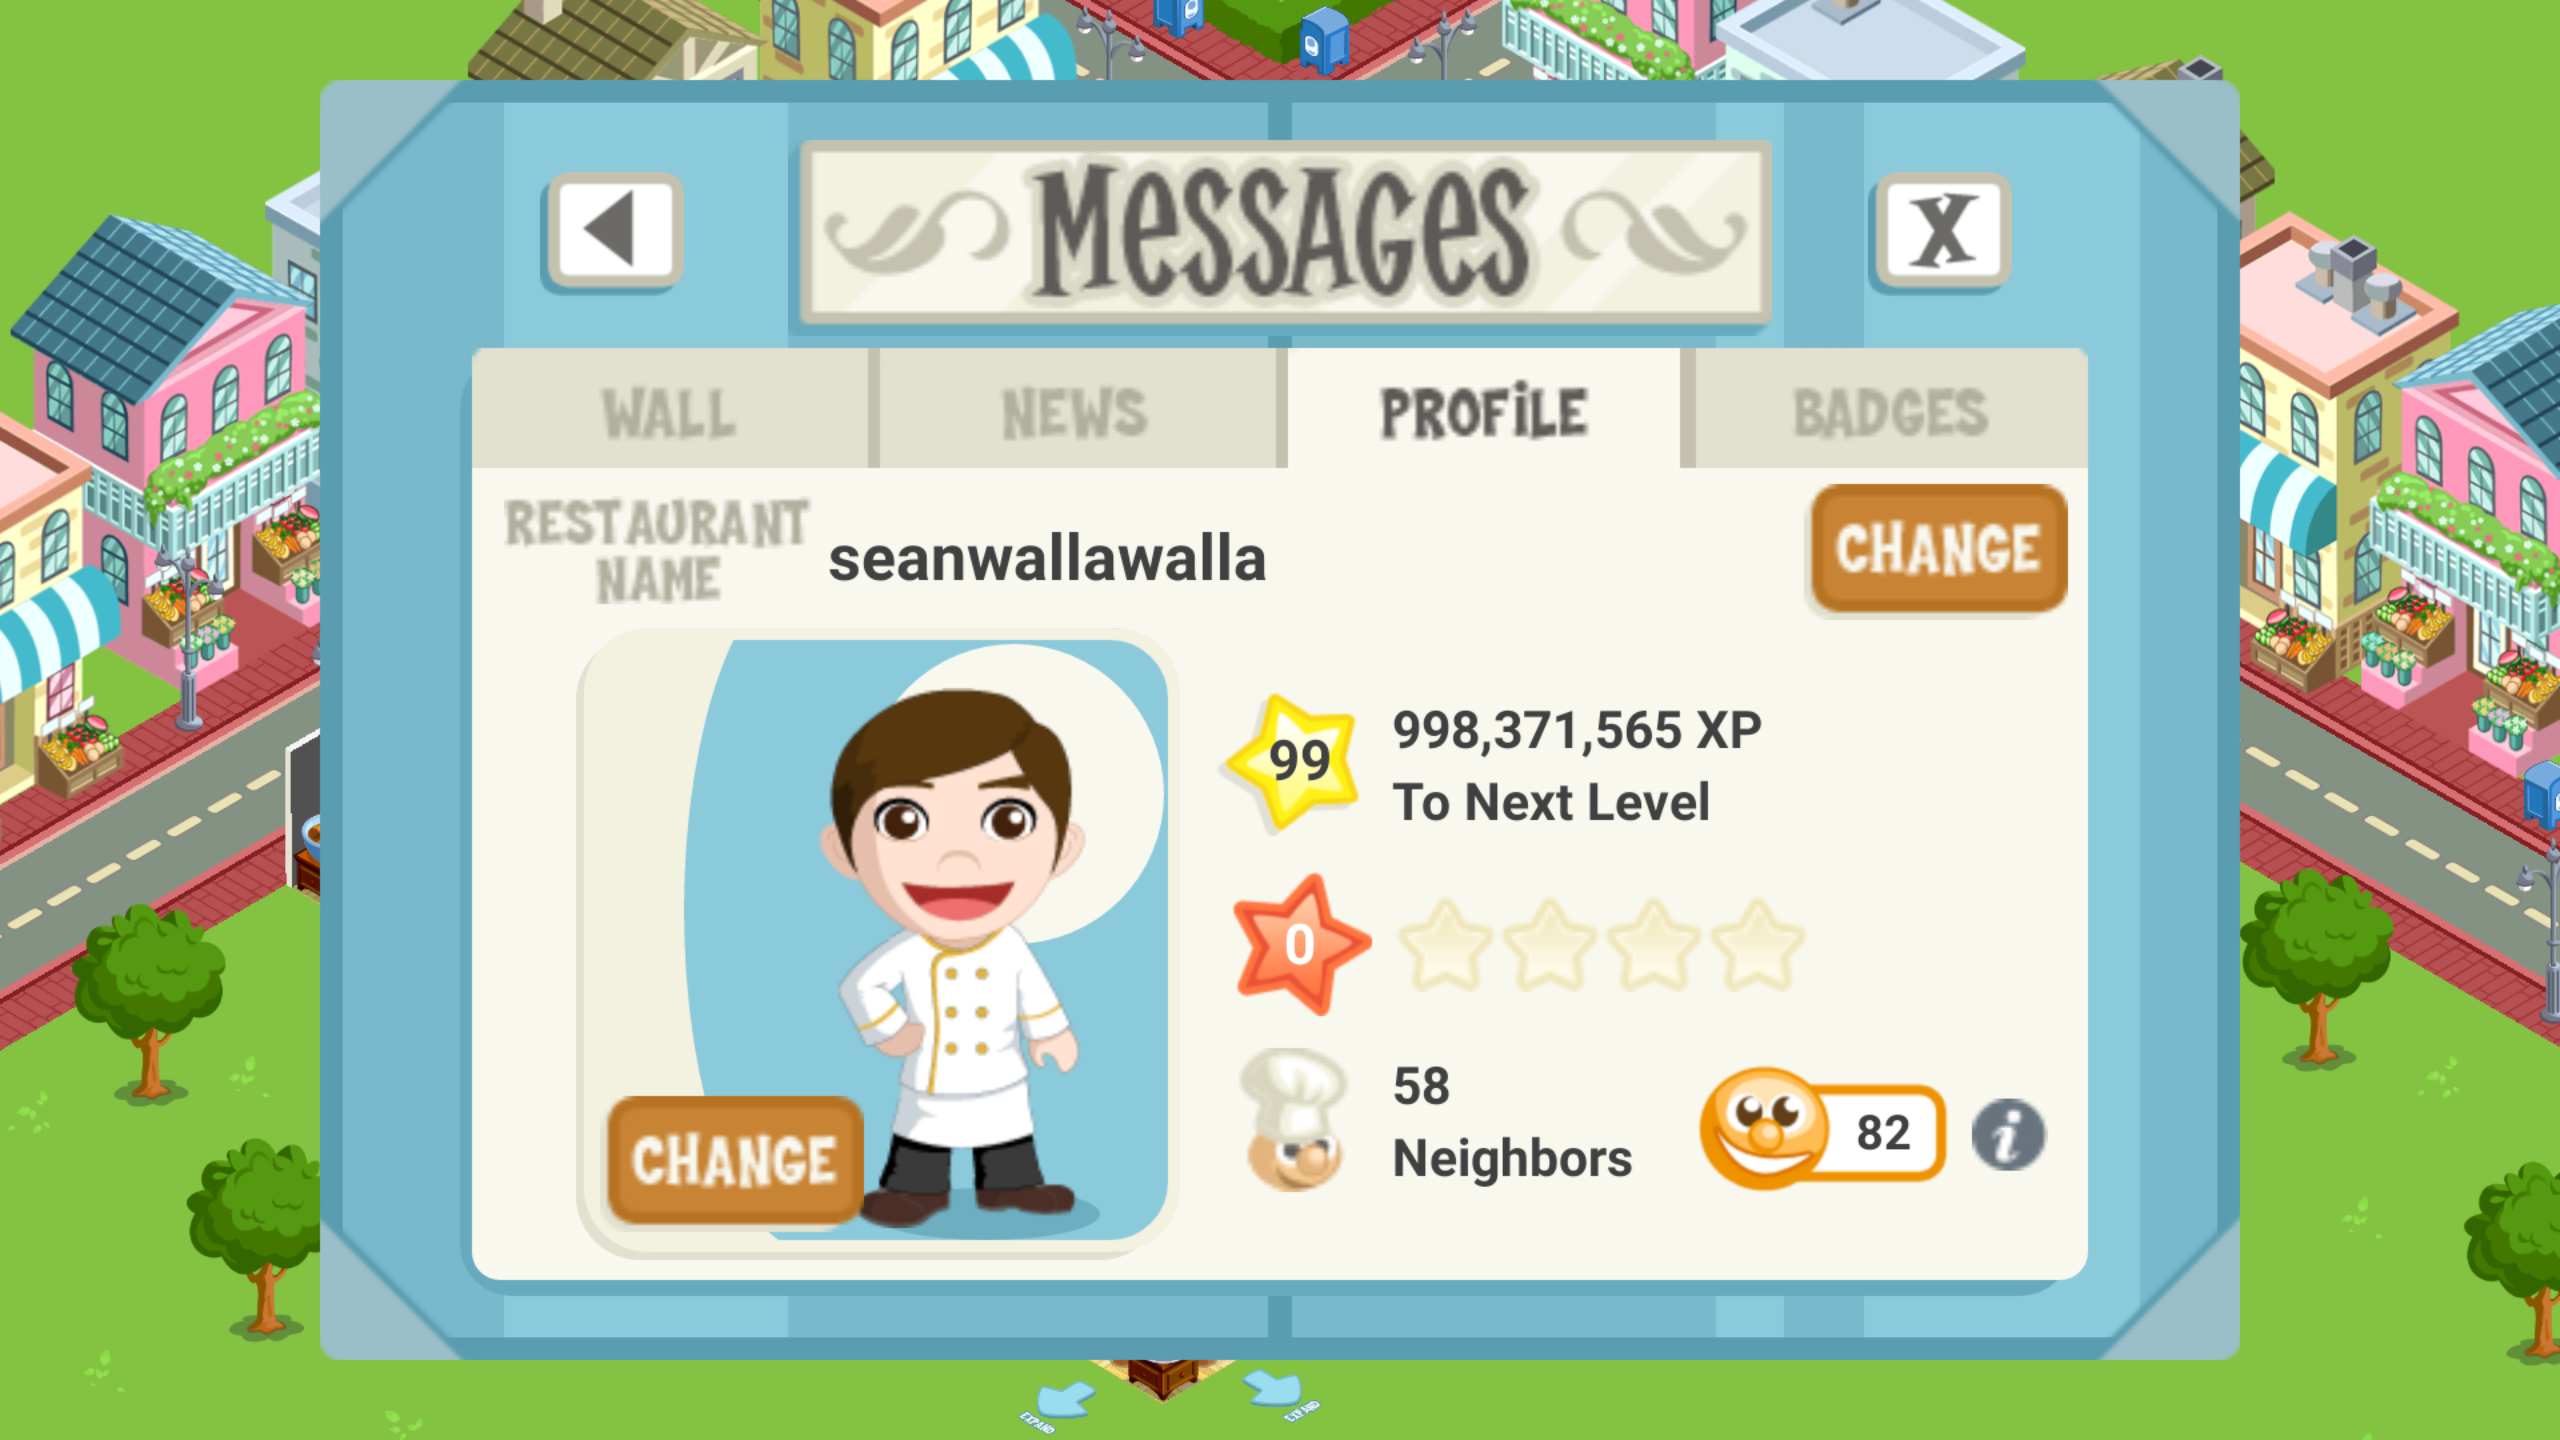 MESSAGES
X
WALL
NEWS
PROFILE
BADGES
RESTAURANT
NAME
seanwallawalla
CHANGE
99
998,371,565 XP
To Next Level
0
58
Neighbors
82
i
CHANGE
EXPAND
EXPAND